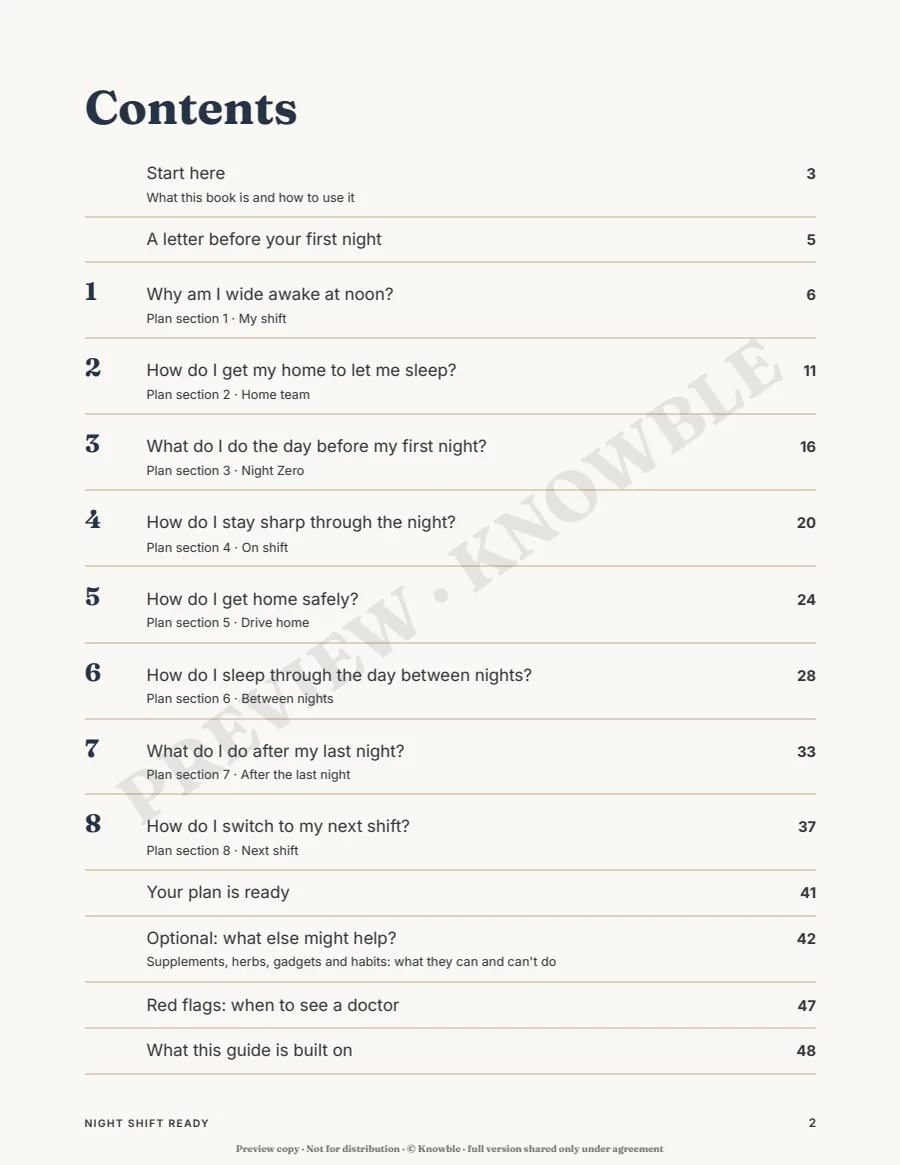 Contents
Start here 3
What this book is and how to use it
A letter before your first night 5
1 Why am I wide awake at noon? 6
Plan section 1 · My shift
2 How do I get my home to let me sleep? 11
Plan section 2 · Home team
3 What do I do the day before my first night? 16
Plan section 3 · Night Zero
4 How do I stay sharp through the night? 20
Plan section 4 · On shift
5 How do I get home safely? 24
Plan section 5 · Drive home
6 How do I sleep through the day between nights? 28
Plan section 6 · Between nights
7 What do I do after my last night? 33
Plan section 7 · After the last night
8 How do I switch to my next shift? 37
Plan section 8 · Next shift
Your plan is ready 41
Optional: what else might help? 42
Supplements, herbs, gadgets and habits: what they can and can't do
Red flags: when to see a doctor 47
What this guide is built on 48
PREVIEW · KNOWBLE
NIGHT SHIFT READY 2
Preview copy · Not for distribution · © Knowble · full version shared only under agreement